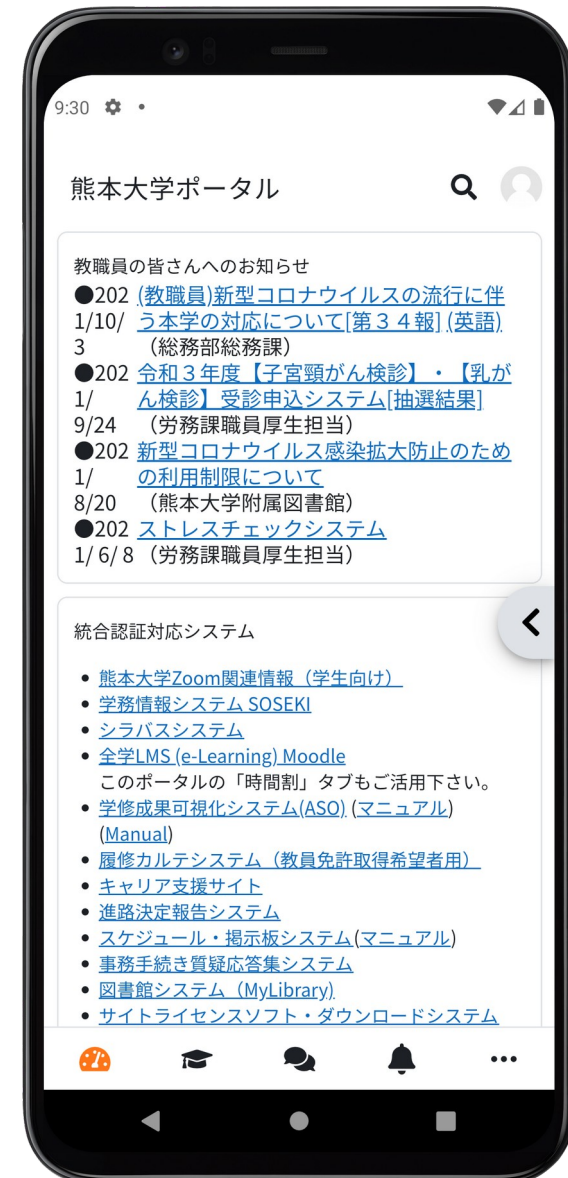 9:30
熊本大学ポータル
教職員の皆さんへのお知らせ
●202 (教職員)新型コロナウイルスの流行に伴
1/10/ う本学の対応について[第３４報] (英語)
3 （総務部総務課）
●202 令和３年度【子宮頸がん検診】・【乳が
1/ ん検診】受診申込システム[抽選結果]
9/24 （労務課職員厚生担当）
●202 新型コロナウイルス感染拡大防止のため
1/ の利用制限について
8/20 （熊本大学附属図書館）
●202 ストレスチェックシステム
1/ 6/ 8 （労務課職員厚生担当）
統合認証対応システム
• 熊本大学Zoom関連情報（学生向け）
• 学務情報システム SOSEKI
• シラバスシステム
• 全学LMS (e-Learning) Moodle
このポータルの「時間割」タブもご活用下さい。
• 学修成果可視化システム(ASO) (マニュアル)
(Manual)
• 履修カルテシステム（教員免許取得希望者用）
• キャリア支援サイト
• 進路決定報告システム
• スケジュール・掲示板システム(マニュアル)
• 事務手続き質疑応答集システム
• 図書館システム（MyLibrary)
• サイトライセンスソフト・ダウンロードシステム